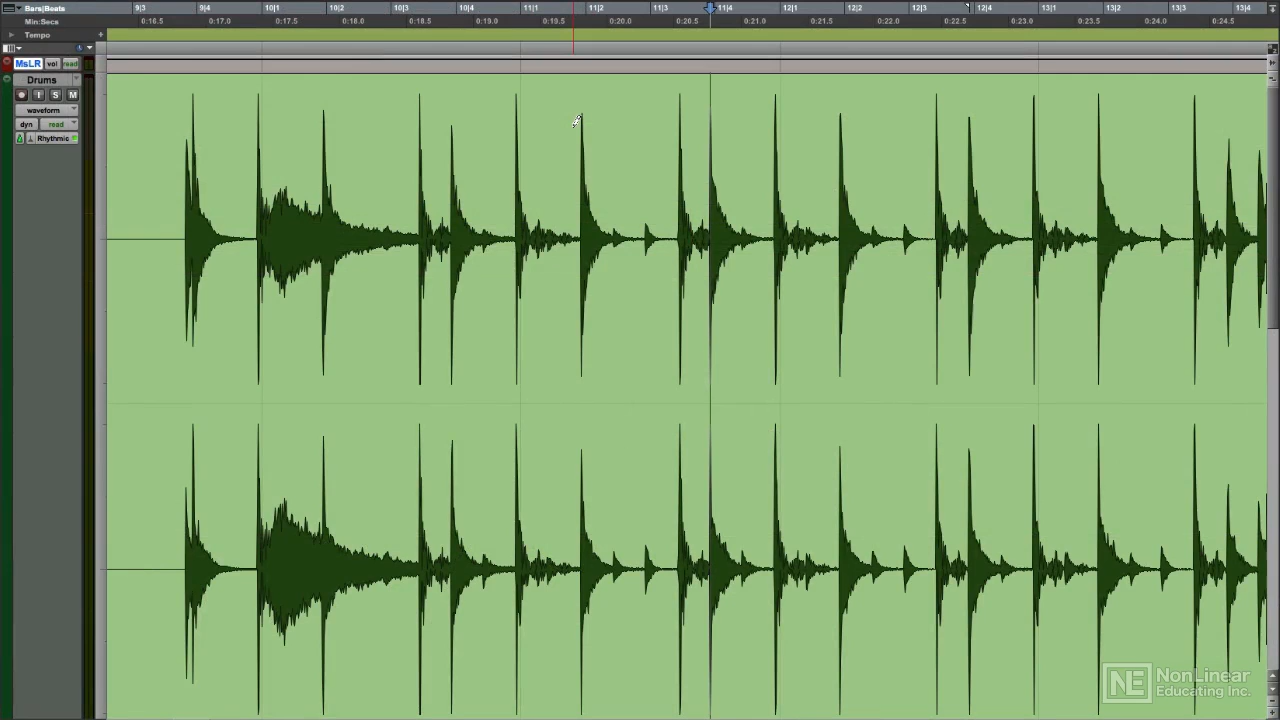 Bars|Beats 9|3 9|4 10|1 10|2 10|3 10|4 11|1 11|2 11|3 11|4 12|1 12|2 12|3 12|4 13|1 13|2 13|3 13|4
Min:Secs 0:16.5 0:17.0 0:17.5 0:18.0 0:18.5 0:19.0 0:19.5 0:20.0 0:20.5 0:21.0 0:21.5 0:22.0 0:22.5 0:23.0 0:23.5 0:24.0 0:24.5
Tempo
MsLR vol read
Drums
I S M
waveform
dyn read
Rhythmic
NE NonLinear
Educating Inc.